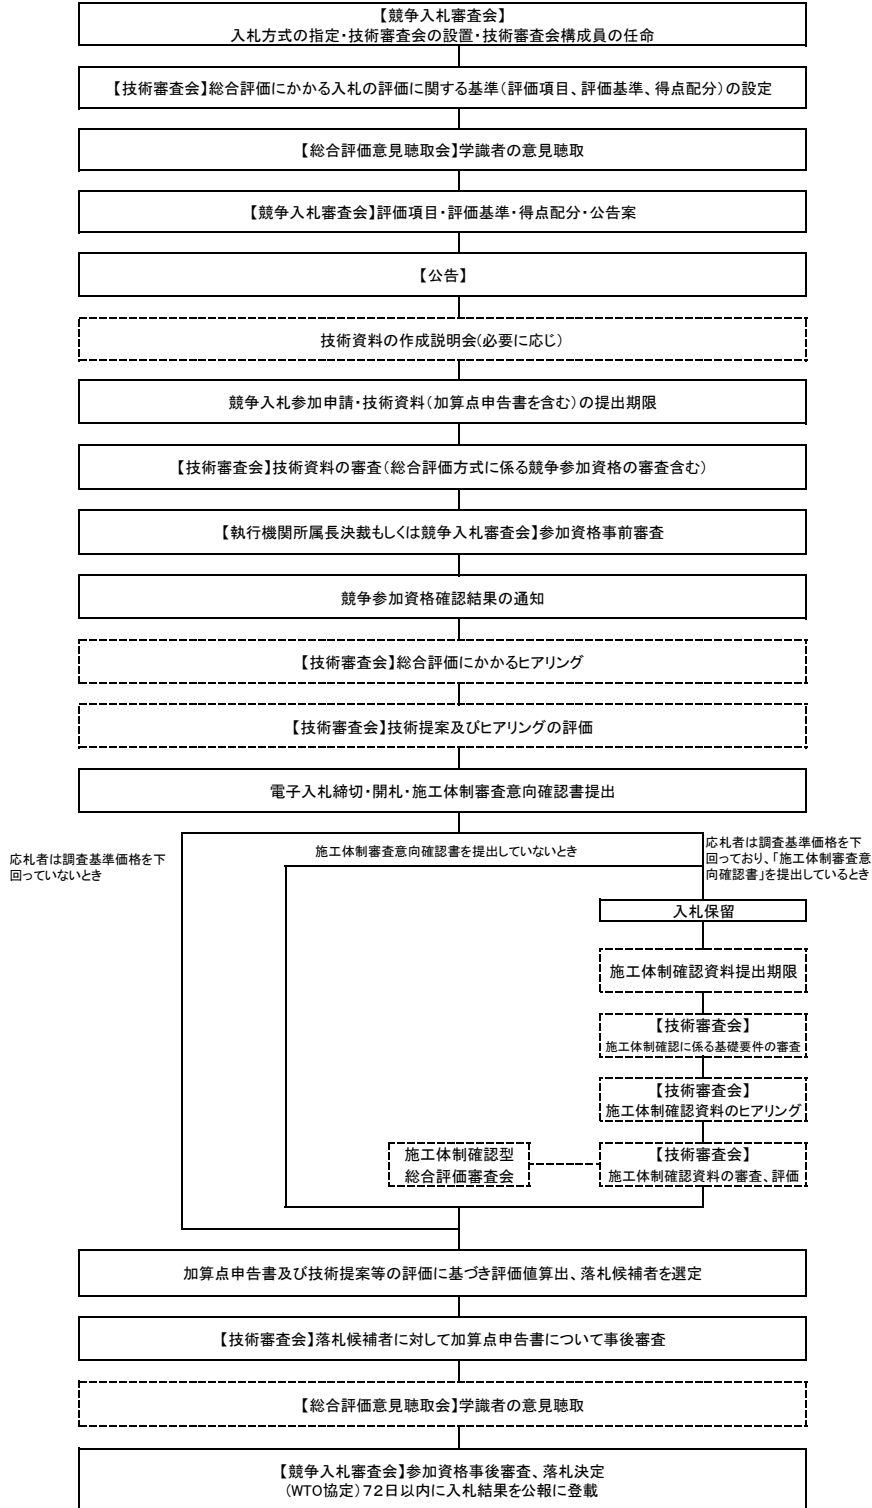 【競争入札審査会】
入札方式の指定・技術審査会の設置・技術審査会構成員の任命
【技術審査会】総合評価にかかる入札の評価に関する基準（評価項目、評価基準、得点配分）の設定
【総合評価意見聴取会】学識者の意見聴取
【競争入札審査会】評価項目・評価基準・得点配分・公告案
【公告】
技術資料の作成説明会(必要に応じ)
競争入札参加申請・技術資料（加算点申告書を含む）の提出期限
【技術審査会】技術資料の審査（総合評価方式に係る競争参加資格の審査含む）
【執行機関所属長決裁もしくは競争入札審査会】参加資格事前審査
競争参加資格確認結果の通知
【技術審査会】総合評価にかかるヒアリング
【技術審査会】技術提案及びヒアリングの評価
電子入札締切・開札・施工体制審査意向確認書提出
応札者は調査基準価格を下
回っていないとき
施工体制審査意向確認書を提出していないとき
応札者は調査基準価格を下
回っており、「施工体制審査意
向確認書」を提出しているとき
入札保留
施工体制確認資料提出期限
【技術審査会】
施工体制確認に係る基礎要件の審査
【技術審査会】
施工体制確認資料のヒアリング
施工体制確認型
総合評価審査会
【技術審査会】
施工体制確認資料の審査、評価
加算点申告書及び技術提案等の評価に基づき評価値算出、落札候補者を選定
【技術審査会】落札候補者に対して加算点申告書について事後審査
【総合評価意見聴取会】学識者の意見聴取
【競争入札審査会】参加資格事後審査、落札決定
(WTO協定)７２日以内に入札結果を公報に登載